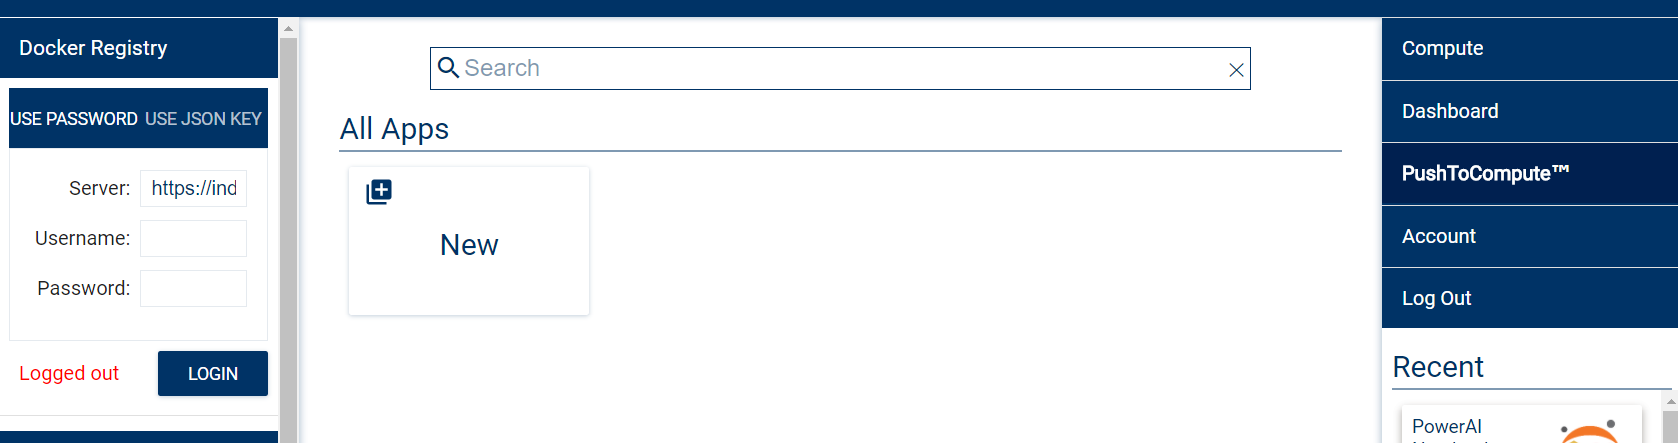 Docker Registry
USE PASSWORD USE JSON KEY
Server: https://ind
Username:
Password:
Logged out LOGIN
Search
All Apps
New
Compute
Dashboard
PushToCompute™
Account
Log Out
Recent
PowerAI